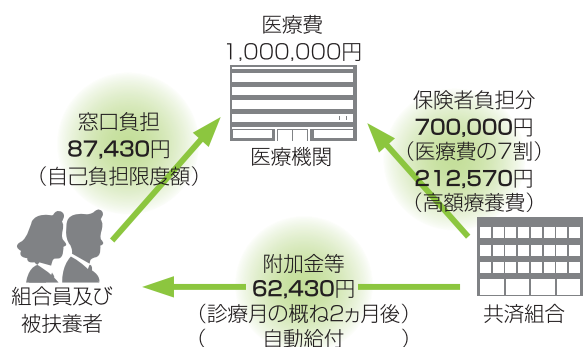 医療費
1,000,000円
医療機関
窓口負担
87,430円
（自己負担限度額）
保険者負担分
700,000円
（医療費の7割）
212,570円
（高額療養費）
組合員及び
被扶養者
附加金等
62,430円
（診療月の概ね2ヵ月後）
（　自動給付　）
共済組合